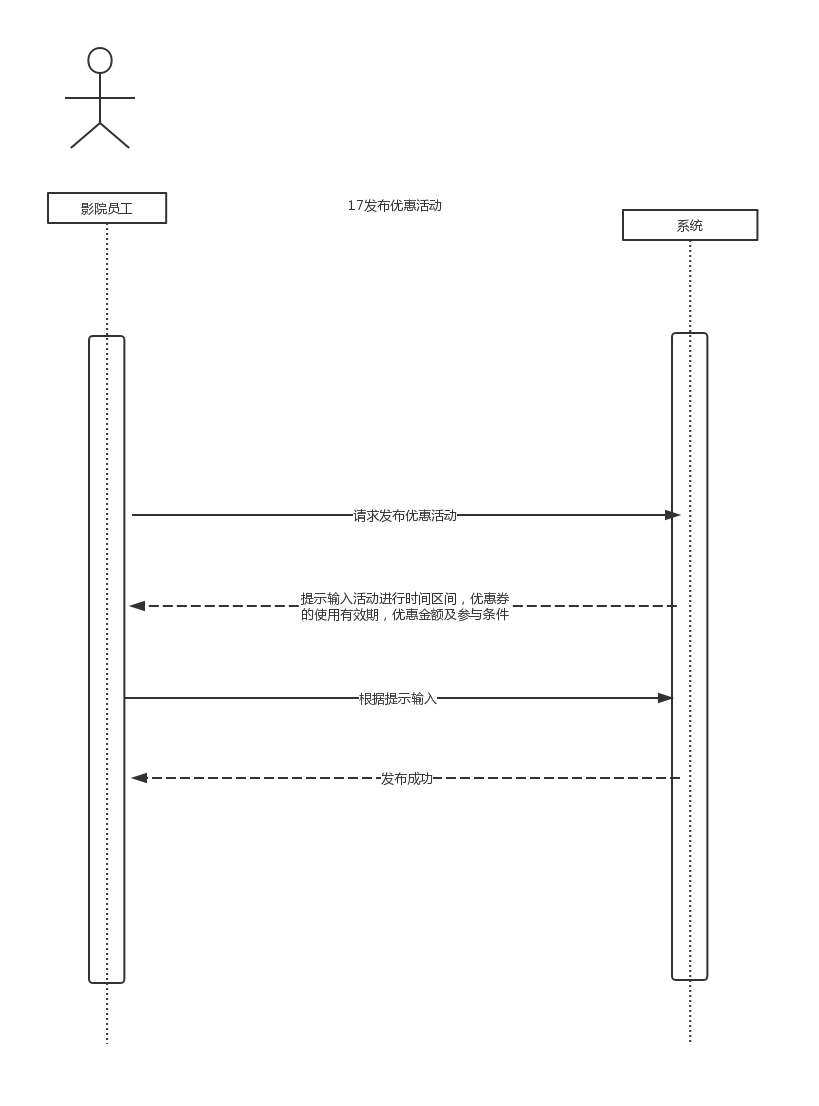 影院员工
17发布优惠活动
系统
请求发布优惠活动
提示输入活动进行时间区间，优惠券
的使用有效期，优惠金额及参与条件
根据提示输入
发布成功